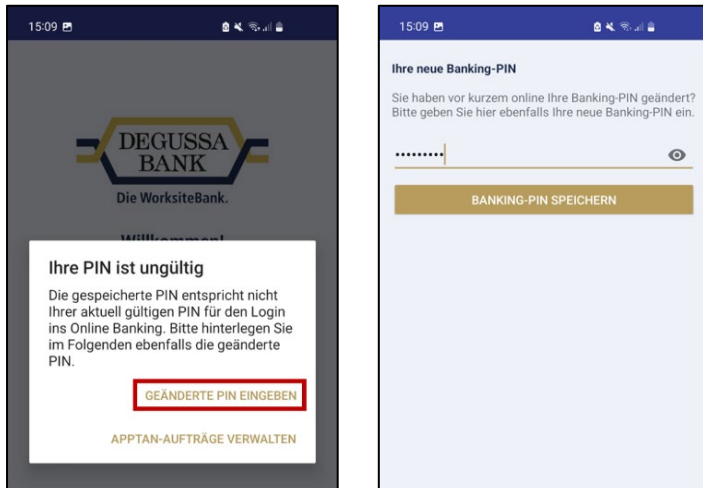 15:09
DEGUSSA
BANK
Die WorksiteBank.
Willkommen!
Ihre PIN ist ungültig
Die gespeicherte PIN entspricht nicht
Ihrer aktuell gültigen PIN für den Login
ins Online Banking. Bitte hinterlegen Sie
im Folgenden ebenfalls die geänderte
PIN.
GEÄNDERTE PIN EINGEBEN
APPTAN-AUFTRÄGE VERWALTEN
15:09
Ihre neue Banking-PIN
Sie haben vor kurzem online Ihre Banking-PIN geändert?
Bitte geben Sie hier ebenfalls Ihre neue Banking-PIN ein.
•••••••••
BANKING-PIN SPEICHERN